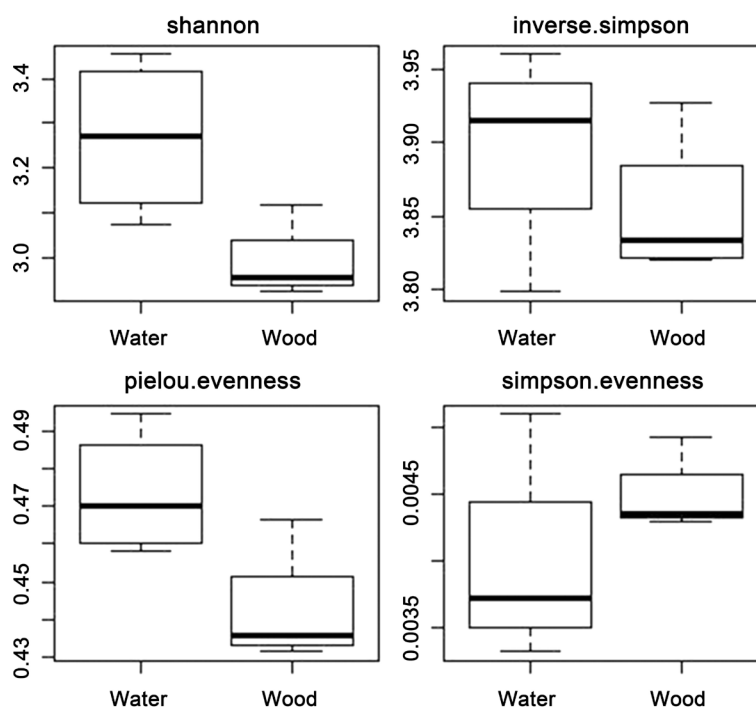 shannon
3.4
3.2
3.0
Water Wood
inverse.simpson
3.95
3.90
3.85
3.80
Water Wood
pielou.evenness
0.49
0.47
0.45
0.43
Water Wood
simpson.evenness
0.0045
0.0035
Water Wood